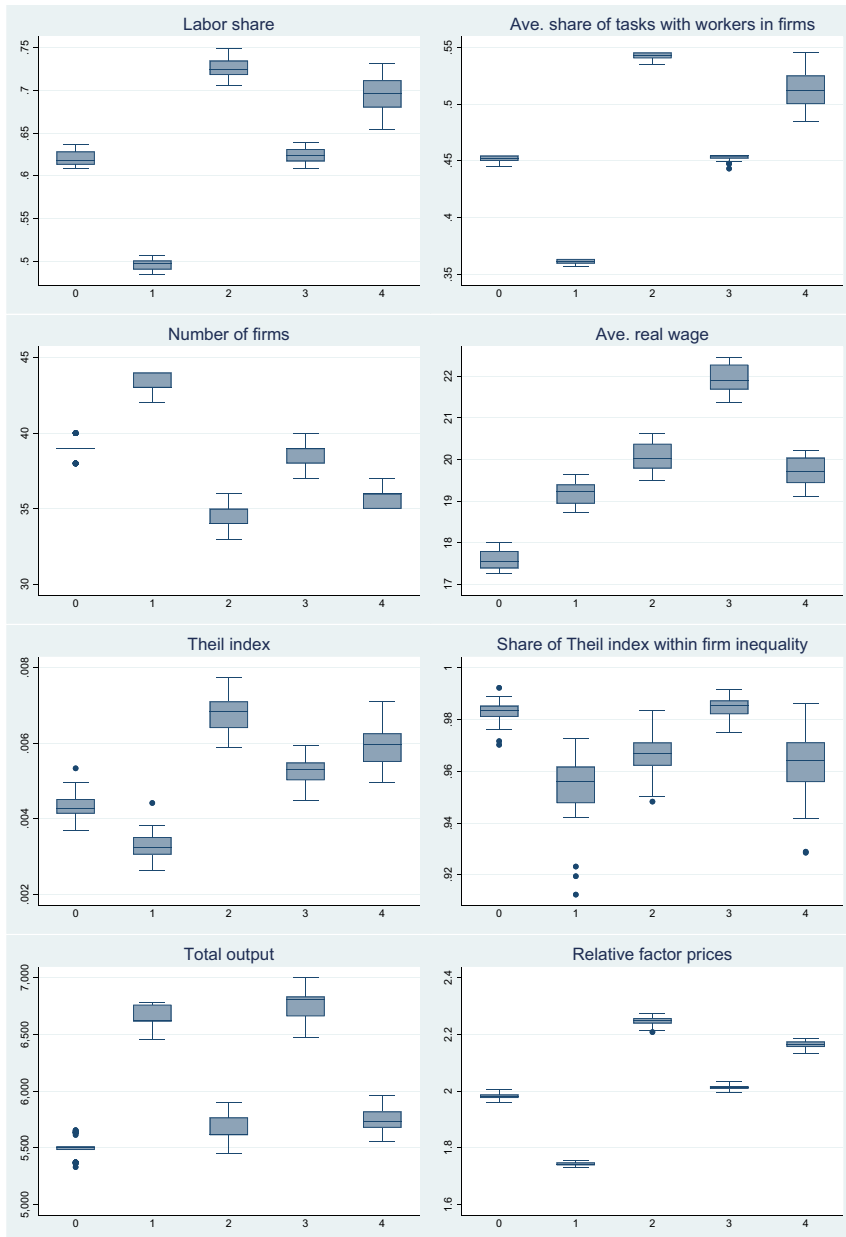 Labor share
.75
.7
.65
.6
.55
.5
0 1 2 3 4
Ave. share of tasks with workers in firms
.55
.5
.45
.4
.35
0 1 2 3 4
Number of firms
45
40
35
30
0 1 2 3 4
Ave. real wage
22
21
20
19
18
17
0 1 2 3 4
Theil index
.008
.006
.004
.002
0 1 2 3 4
Share of Theil index within firm inequality
1
.98
.96
.94
.92
0 1 2 3 4
Total output
7,000
6,500
6,000
5,500
5,000
0 1 2 3 4
Relative factor prices
2.4
2.2
2
1.8
1.6
0 1 2 3 4